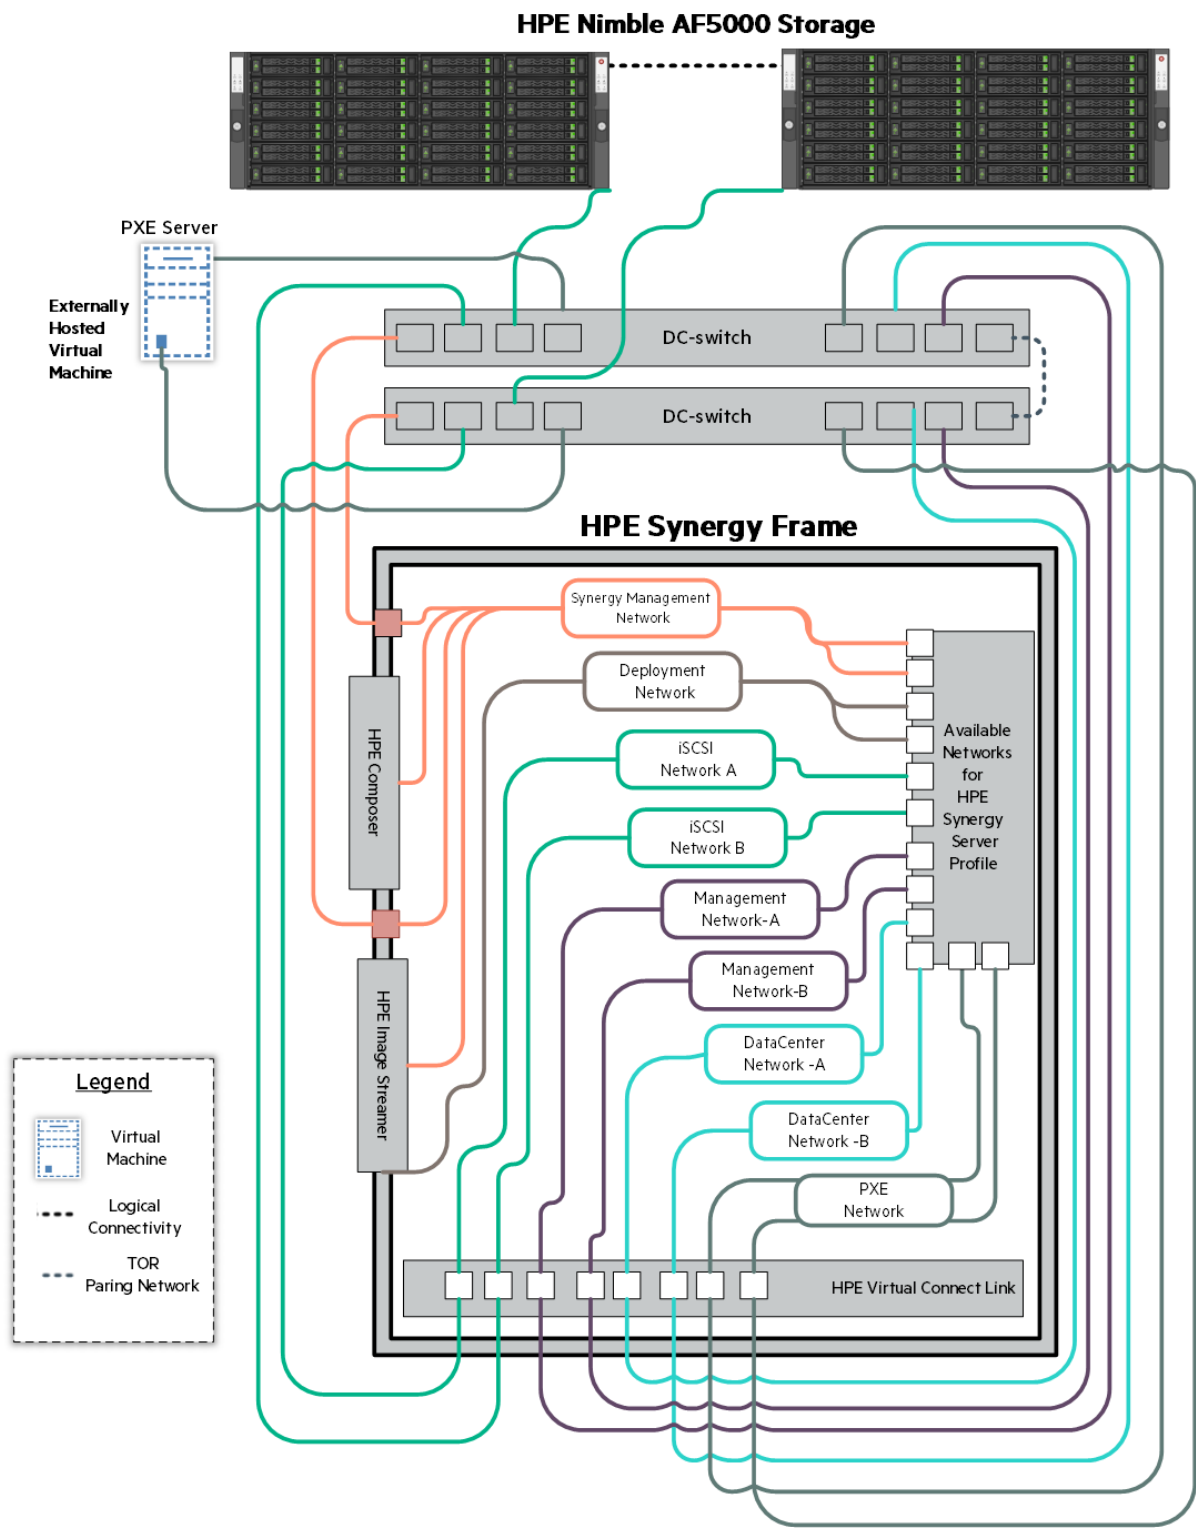 HPE Nimble AF5000 Storage
PXE Server
Externally
Hosted
Virtual
Machine
DC-switch
DC-switch
HPE Synergy Frame
Synergy Management
Network
Deployment
Network
iSCSI
Network A
iSCSI
Network B
Management
Network-A
Management
Network-B
DataCenter
Network -A
DataCenter
Network -B
PXE
Network
Available
Networks
for
HPE
Synergy
Server
Profile
HPE Composer
HPE Image Streamer
HPE Virtual Connect Link
Legend
Virtual
Machine
Logical
Connectivity
TOR
Paring Network